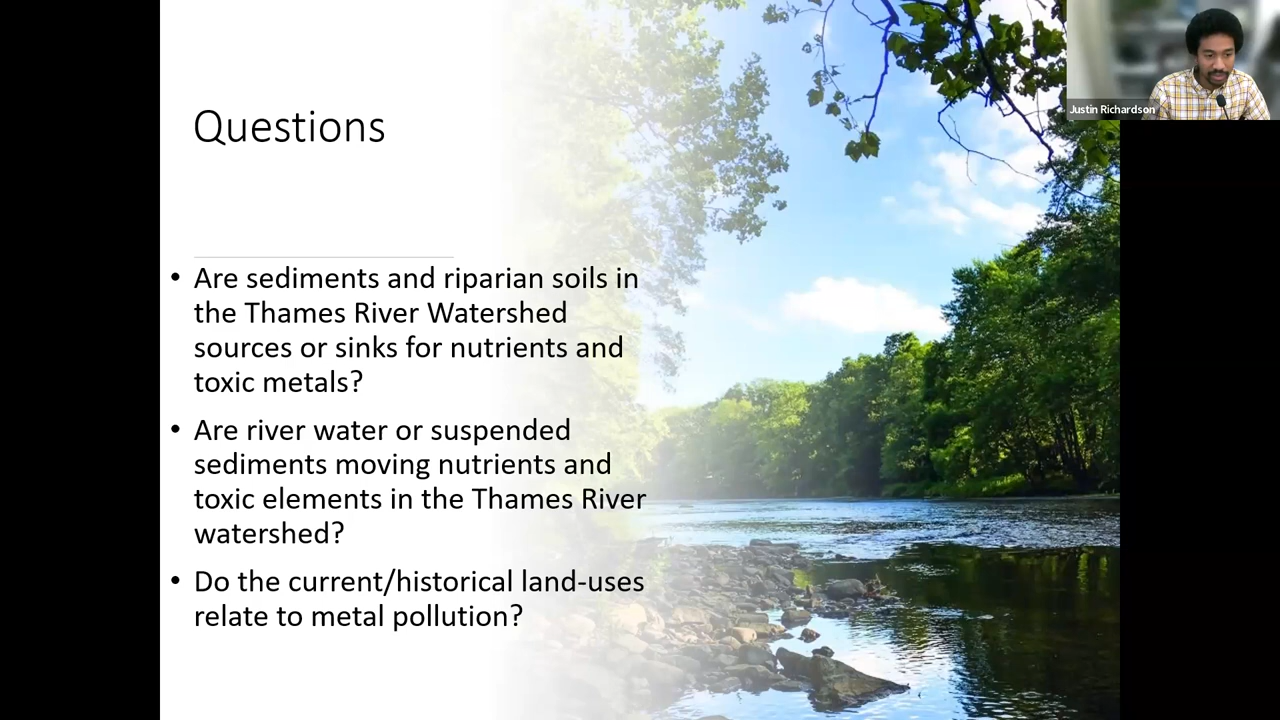 Questions
• Are sediments and riparian soils in
the Thames River Watershed
sources or sinks for nutrients and
toxic metals?
• Are river water or suspended
sediments moving nutrients and
toxic elements in the Thames River
watershed?
• Do the current/historical land-uses
relate to metal pollution?
Justin Richardson